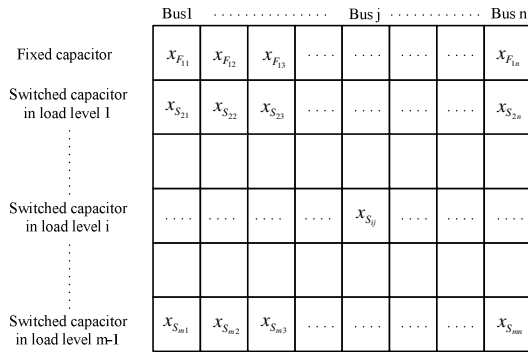 Bus1 . . . . . . . . . . . . . . . Bus j . . . . . . . . . . . . . . Bus n
Fixed capacitor x_{F_{11}} x_{F_{12}} x_{F_{13}} . . . . . . . . . . . . . . . . x_{F_{1n}}
Switched capacitor
in load level 1 x_{S_{21}} x_{S_{22}} x_{S_{23}} . . . . . . . . . . . . . . . . x_{S_{2n}}
Switched capacitor
in load level i . . . . . . . . . . . . . . . . x_{S_{ij}} . . . . . . . . . . . .
Switched capacitor
in load level m-1 x_{S_{m1}} x_{S_{m2}} x_{S_{m3}} . . . . . . . . . . . . . . . . x_{S_{mn}}